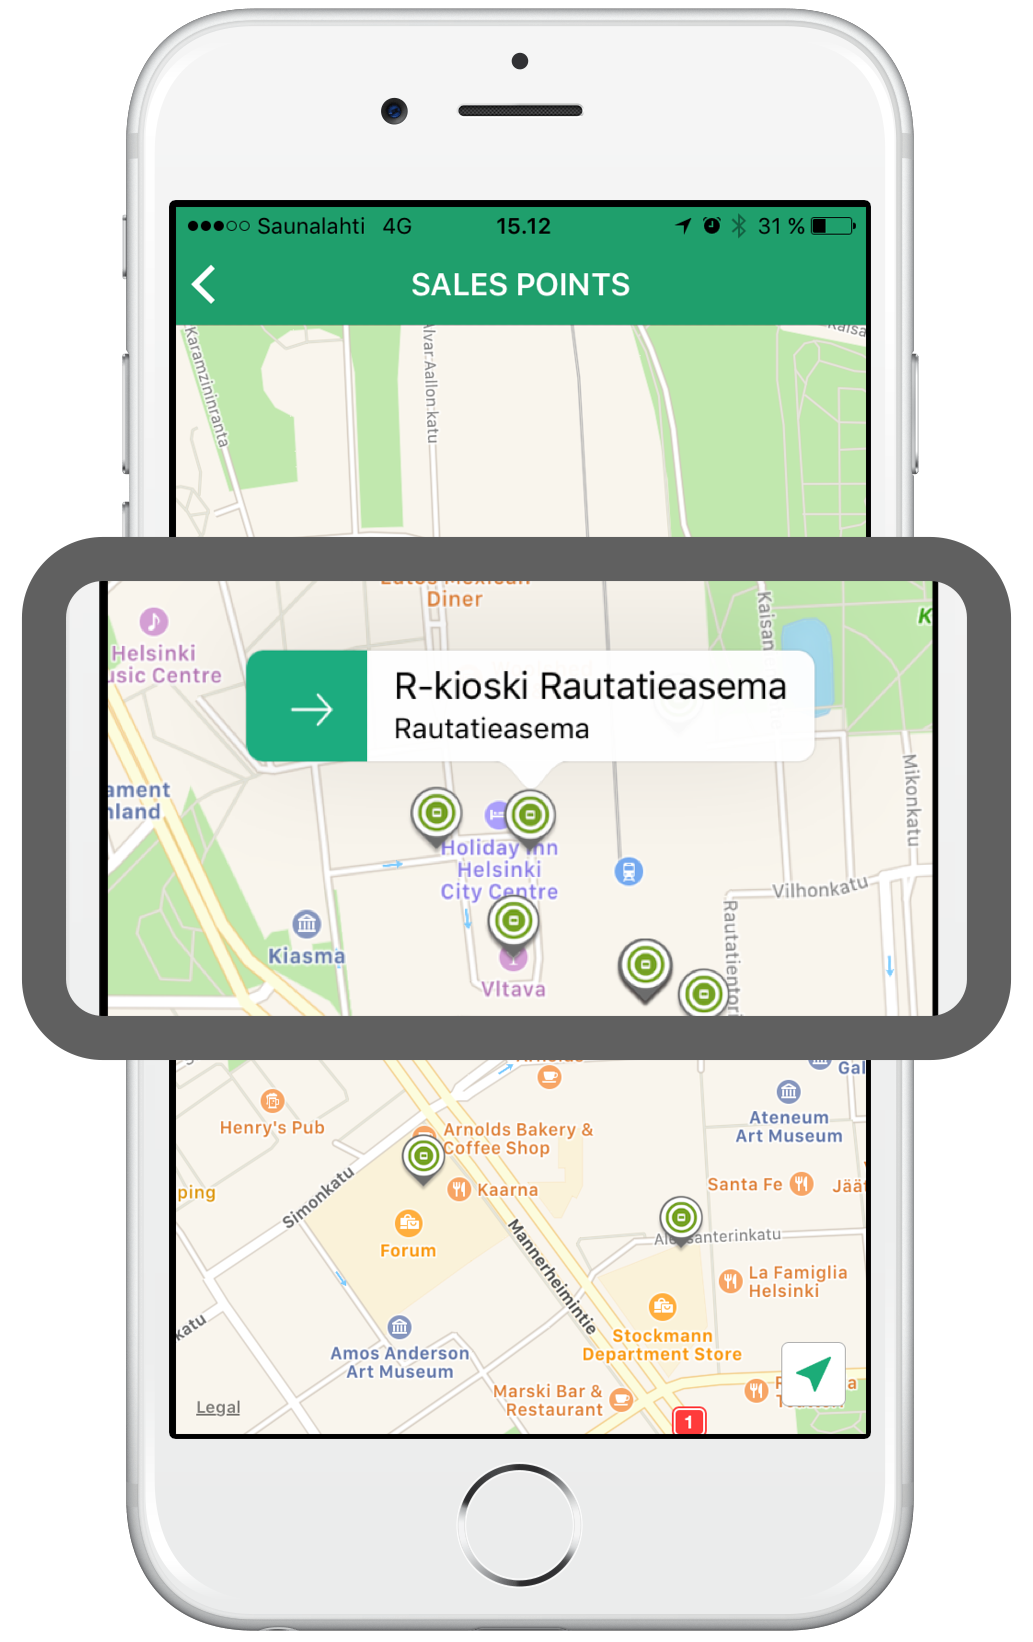 Saunalahti 4G 15.12 31 %
SALES POINTS
Karamzininranta
Alvar Aallon katu
Diner
Helsinki
Music Centre
Kaisan
K
R-kioski Rautatieasema
Rautatieasema
ament
nland
Mikonkatu
Holiday Inn
Helsinki
City Centre
Vilhonkatu
Rautatientori
Kiasma
Vltava
Gal
Henry's Pub
Ateneum
Art Museum
Arnolds Bakery &
Coffee Shop
Santa Fe
Jäät
ping
Kaarna
Simonkatu
Forum
Mannerheimintie
Aleksanterinkatu
La Famiglia
Helsinki
katu
Amos Anderson
Art Museum
Stockmann
Department Store
Marski Bar &
Restaurant
Legal
1